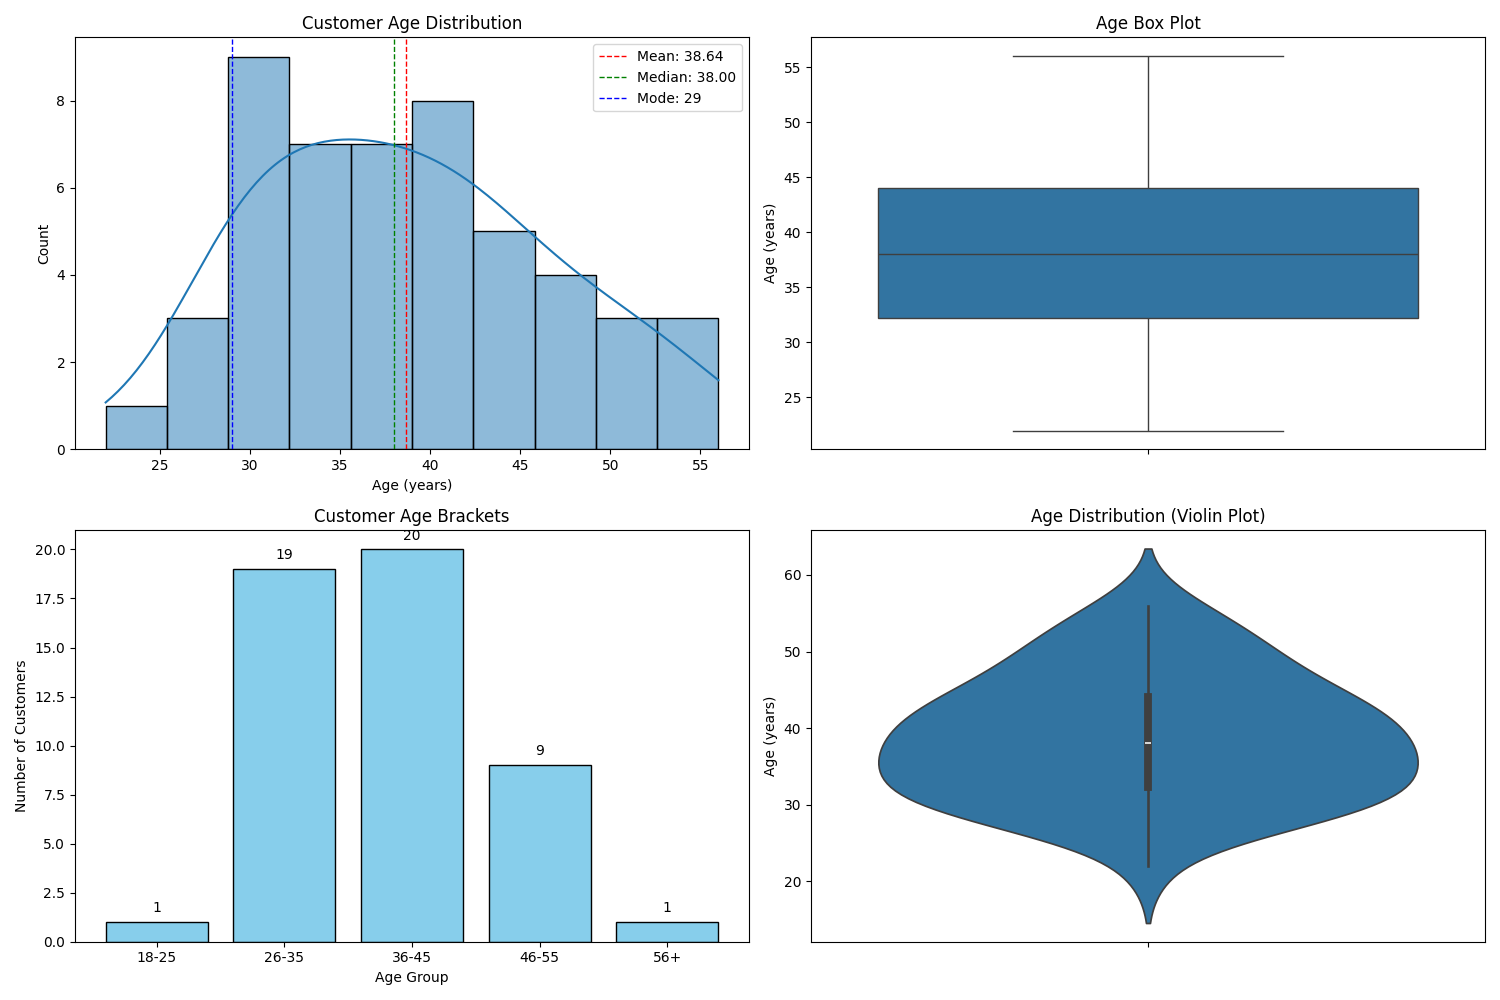 Customer Age Distribution
Mean: 38.64
Median: 38.00
Mode: 29
8
6
4
2
0
Count
25 30 35 40 45 50 55
Age (years)
Age Box Plot
55
50
45
40
35
30
25
Age (years)
Customer Age Brackets
20.0
17.5
15.0
12.5
10.0
7.5
5.0
2.5
0.0
Number of Customers
1
19
20
9
1
18-25 26-35 36-45 46-55 56+
Age Group
Age Distribution (Violin Plot)
60
50
40
30
20
Age (years)